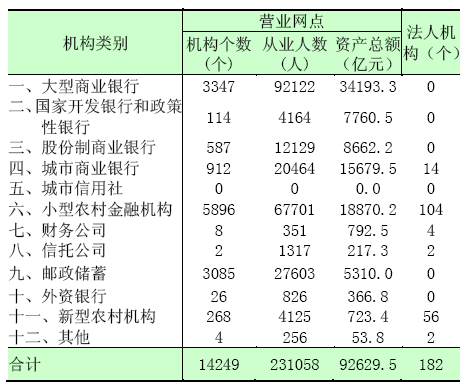 机构类别 营业网点 法人机构（个）
机构个数（个） 从业人数（人） 资产总额（亿元）
一、大型商业银行 3347 92122 34193.3 0
二、国家开发银行和政策性银行 114 4164 7760.5 0
三、股份制商业银行 587 12129 8662.2 0
四、城市商业银行 912 20464 15679.5 14
五、城市信用社 0 0 0.0 0
六、小型农村金融机构 5896 67701 18870.2 104
七、财务公司 8 351 792.5 4
八、信托公司 2 1317 217.3 2
九、邮政储蓄 3085 27603 5310.0 0
十、外资银行 26 826 366.8 0
十一、新型农村机构 268 4125 723.4 56
十二、其他 4 256 53.8 2
合计 14249 231058 92629.5 182